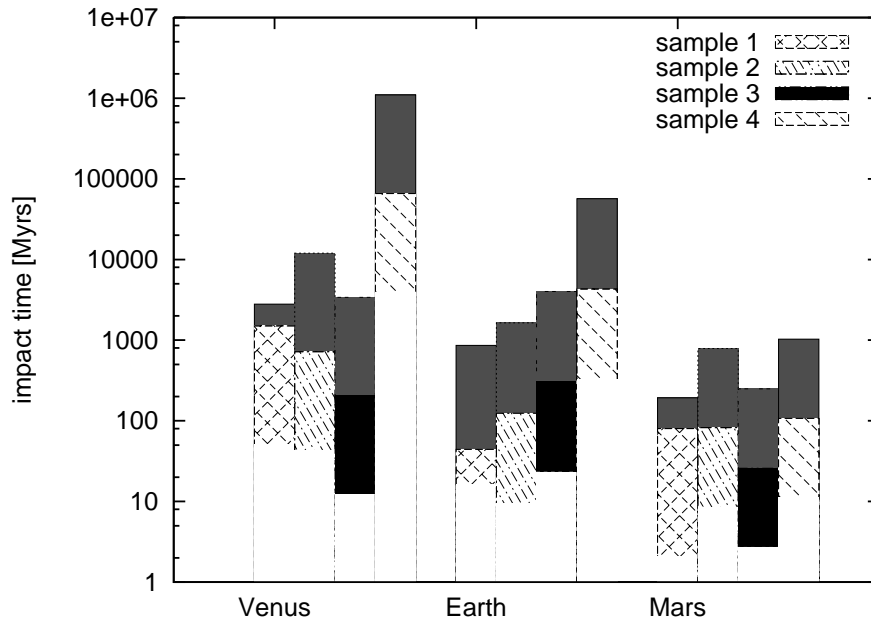 1e+07
1e+06
100000
10000
1000
100
10
1
impact time [Myrs]
sample 1
sample 2
sample 3
sample 4
Venus Earth Mars